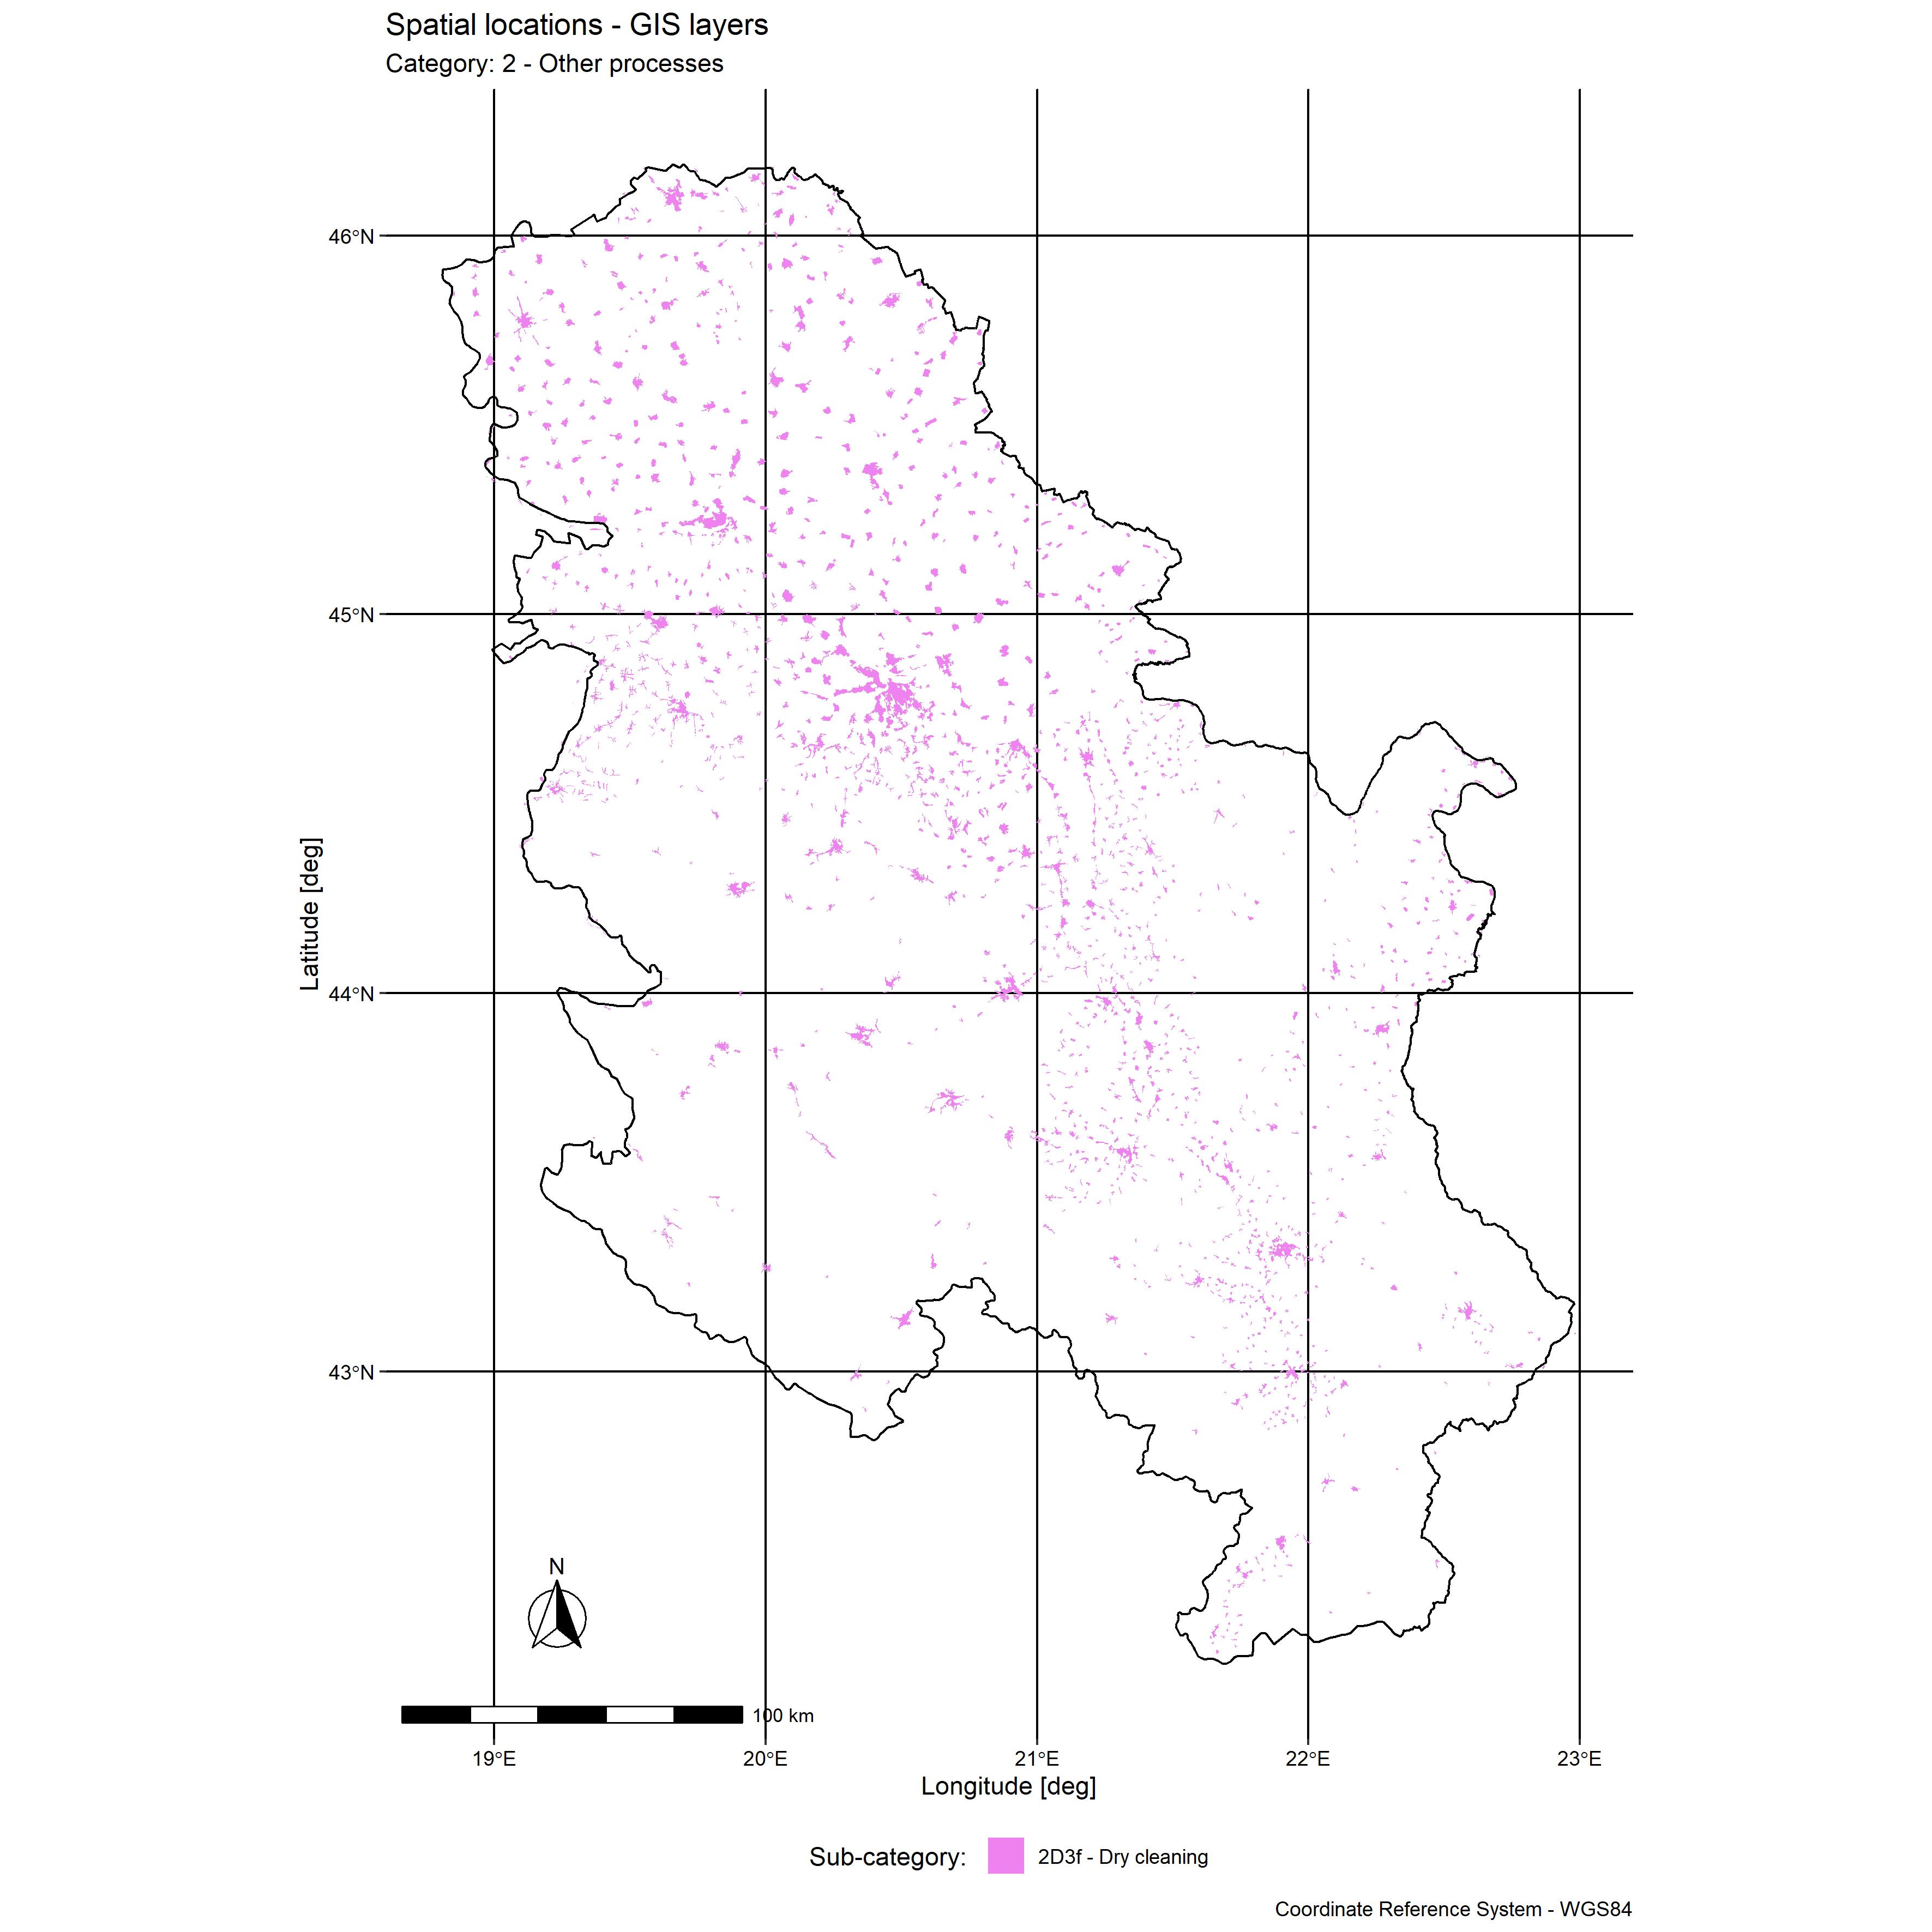 Spatial locations - GIS layers
Category: 2 - Other processes
46°N
45°N
44°N
43°N
Latitude [deg]
N
100 km
19°E 20°E 21°E 22°E 23°E
Longitude [deg]
Sub-category: 2D3f - Dry cleaning
Coordinate Reference System - WGS84